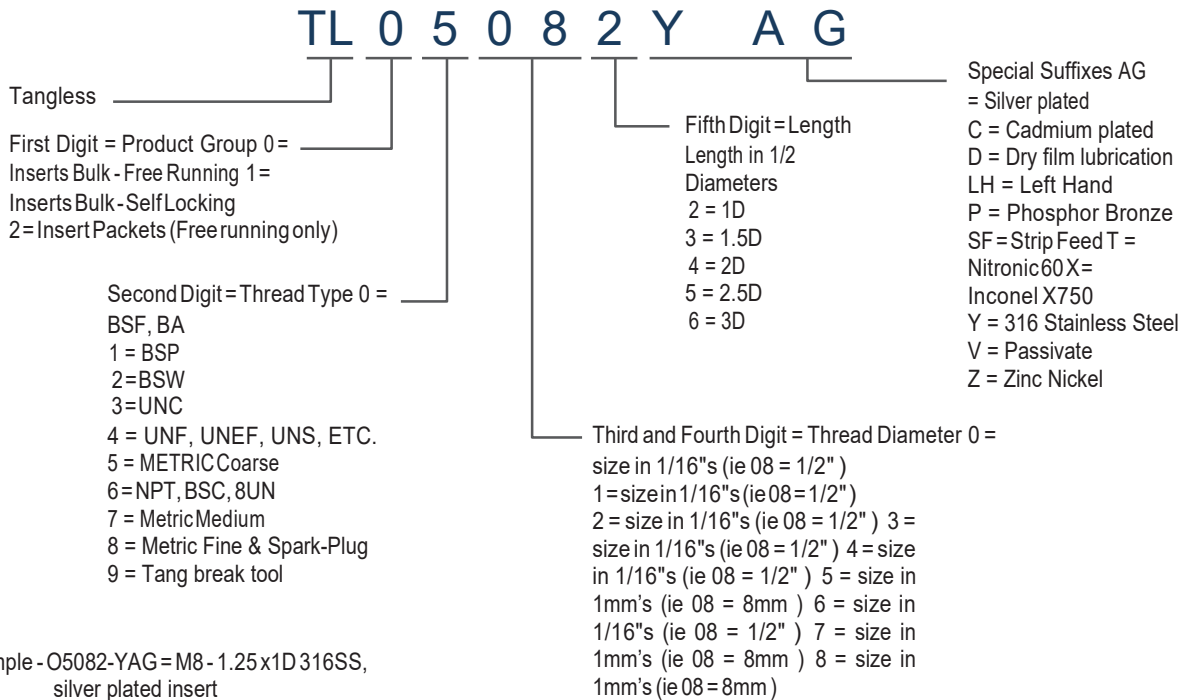 TL 0 5 0 8 2 Y A G
Tangless
First Digit = Product Group 0 =
Inserts Bulk - Free Running 1 =
Inserts Bulk - Self Locking
2 = Insert Packets (Free running only)
Second Digit = Thread Type 0 =
BSF, BA
1 = BSP
2 = BSW
3 = UNC
4 = UNF, UNEF, UNS, ETC.
5 = METRIC Coarse
6 = NPT, BSC, 8UN
7 = Metric Medium
8 = Metric Fine & Spark-Plug
9 = Tang break tool
Fifth Digit = Length
Length in 1/2
Diameters
2 = 1D
3 = 1.5D
4 = 2D
5 = 2.5D
6 = 3D
Special Suffixes AG
= Silver plated
C = Cadmium plated
D = Dry film lubrication
LH = Left Hand
P = Phosphor Bronze
SF = Strip Feed T =
Nitronic 60 X =
Inconel X750
Y = 316 Stainless Steel
V = Passivate
Z = Zinc Nickel
Third and Fourth Digit = Thread Diameter 0 =
size in 1/16"s (ie 08 = 1/2" )
1 = size in 1/16"s (ie 08 = 1/2" )
2 = size in 1/16"s (ie 08 = 1/2" ) 3 =
size in 1/16"s (ie 08 = 1/2" ) 4 = size
in 1/16"s (ie 08 = 1/2" ) 5 = size in
1mm's (ie 08 = 8mm ) 6 = size in
1/16"s (ie 08 = 1/2" ) 7 = size in
1mm's (ie 08 = 8mm ) 8 = size in
1mm's (ie 08 = 8mm )
mple - O5082-YAG = M8 - 1.25 x 1D 316SS,
silver plated insert